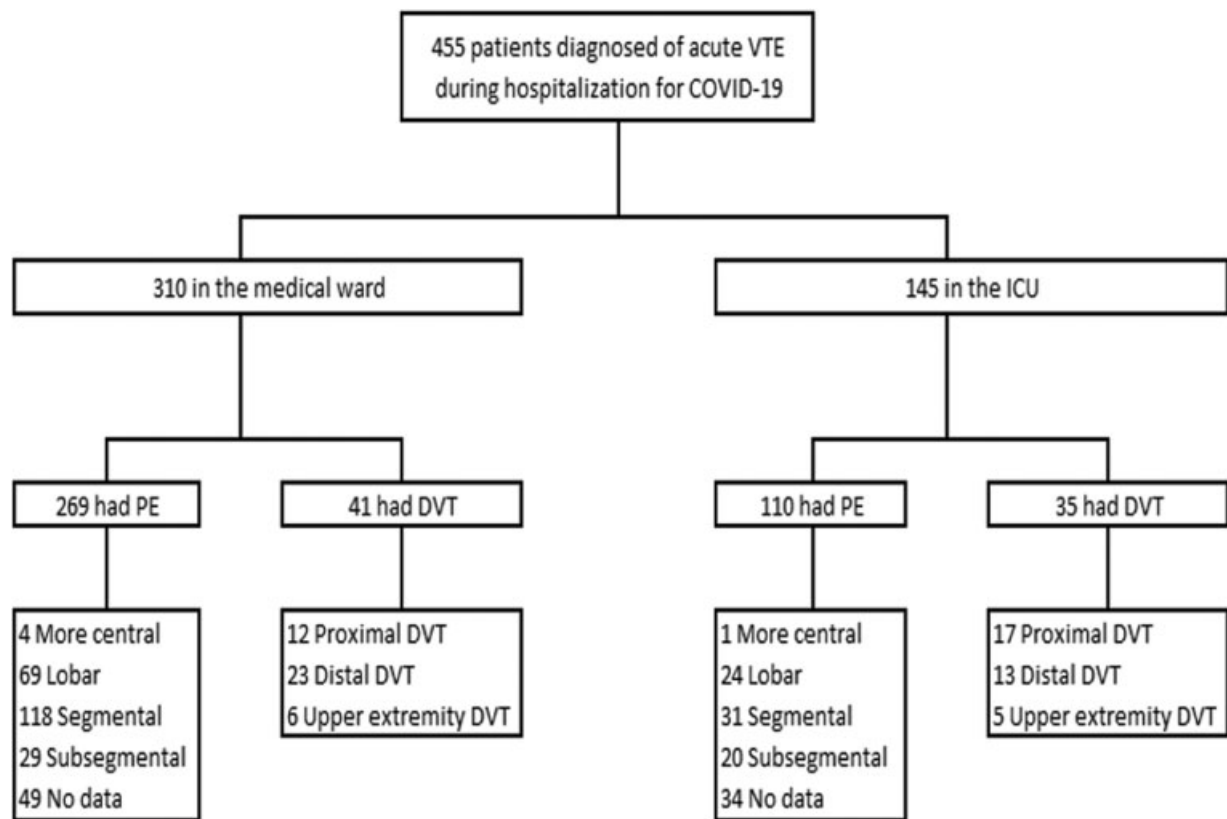 455 patients diagnosed of acute VTE
during hospitalization for COVID-19
310 in the medical ward
145 in the ICU
269 had PE
41 had DVT
110 had PE
35 had DVT
4 More central
69 Lobar
118 Segmental
29 Subsegmental
49 No data
12 Proximal DVT
23 Distal DVT
6 Upper extremity DVT
1 More central
24 Lobar
31 Segmental
20 Subsegmental
34 No data
17 Proximal DVT
13 Distal DVT
5 Upper extremity DVT